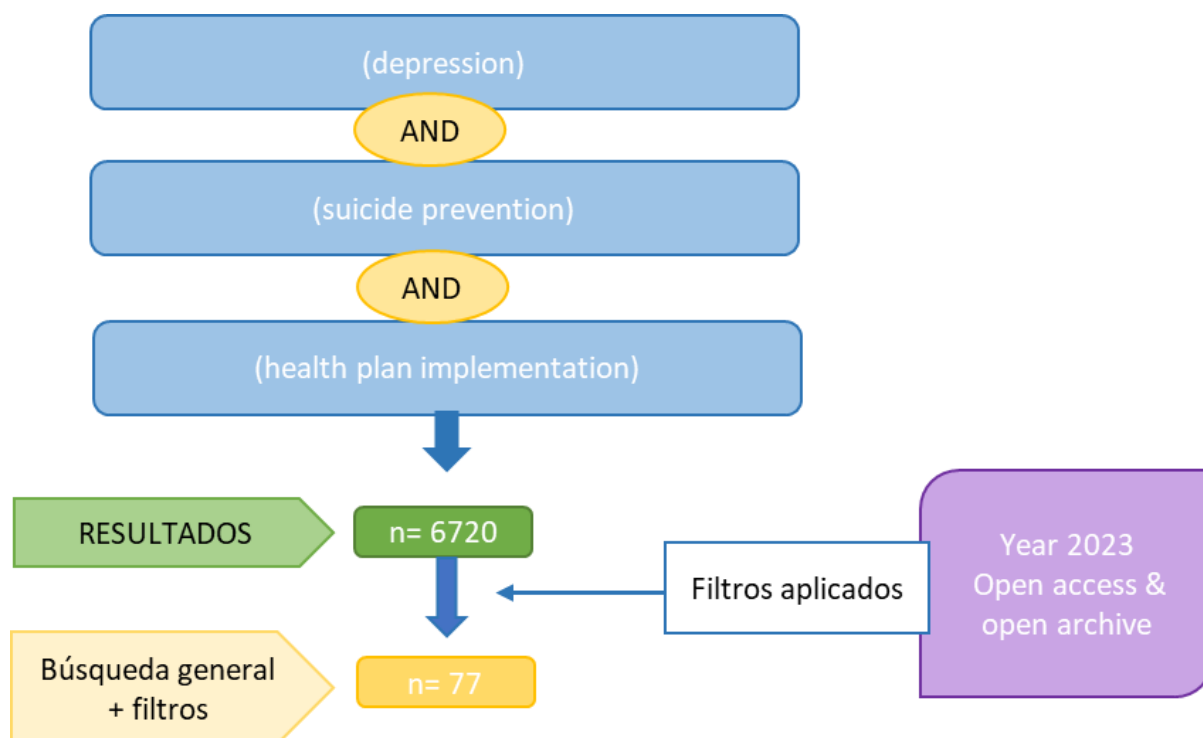 (depression)
AND
(suicide prevention)
AND
(health plan implementation)
RESULTADOS
n= 6720
Filtros aplicados
Year 2023
Open access &
open archive
Búsqueda general
+ filtros
n= 77